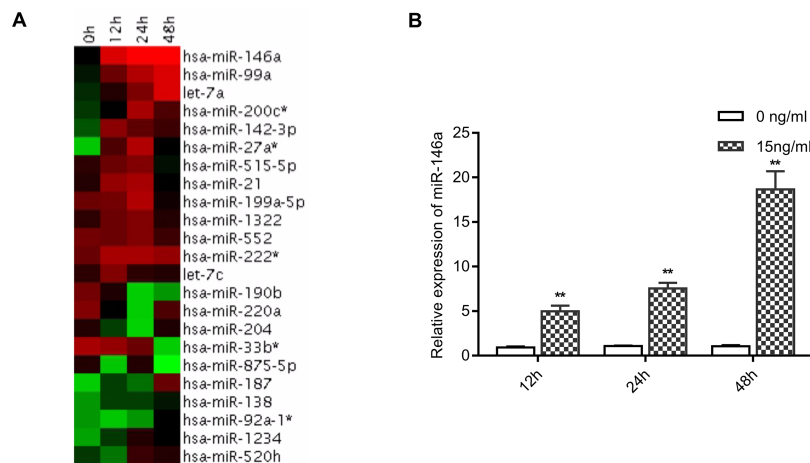 A
0h 12h 24h 48h
hsa-miR-146a
hsa-miR-99a
let-7a
hsa-miR-200c*
hsa-miR-142-3p
hsa-miR-27a*
hsa-miR-515-5p
hsa-miR-21
hsa-miR-199a-5p
hsa-miR-1322
hsa-miR-552
hsa-miR-222*
let-7c
hsa-miR-190b
hsa-miR-220a
hsa-miR-204
hsa-miR-33b*
hsa-miR-875-5p
hsa-miR-187
hsa-miR-138
hsa-miR-92a-1*
hsa-miR-1234
hsa-miR-520h
B
0 ng/ml
15ng/ml
Relative expression of miR-146a
25
20
15
10
5
0
**
**
**
12h
24h
48h